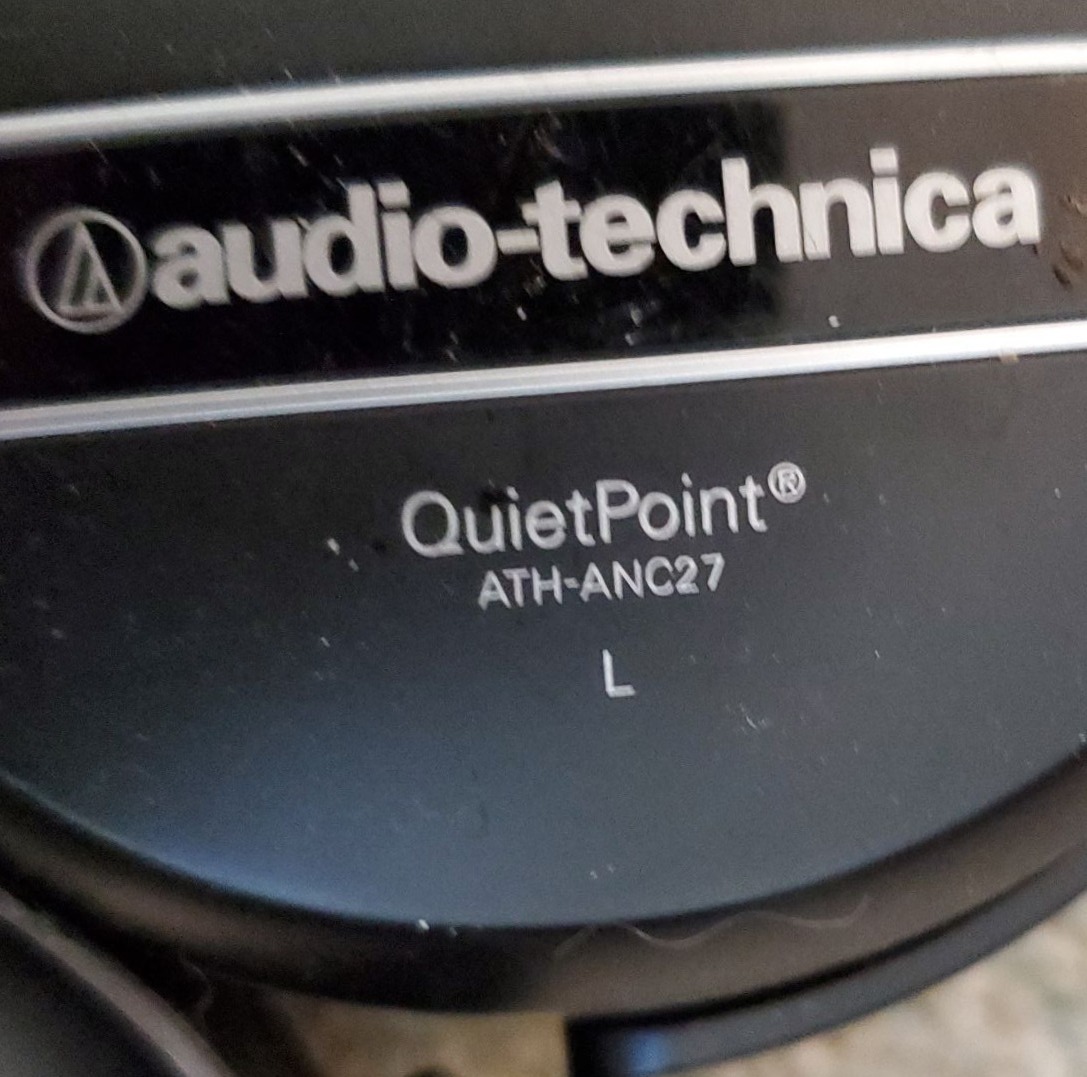 audio-technica
QuietPoint®
ATH-ANC27
L